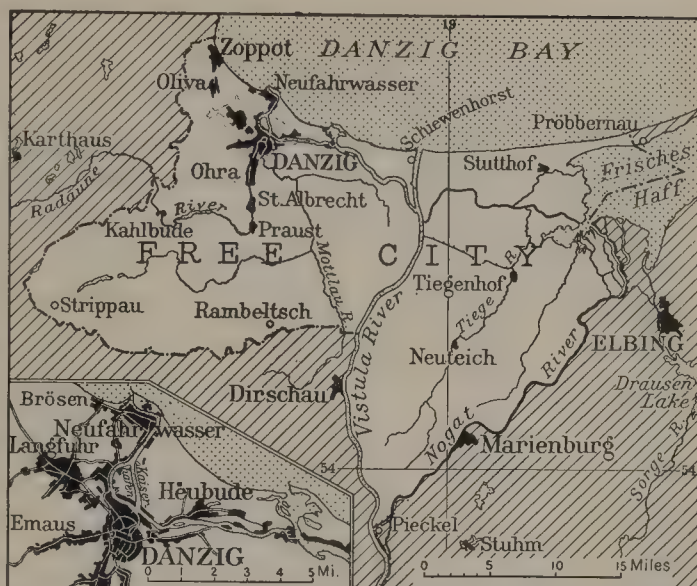 19
Zoppot
DANZIG BAY
Oliva
Neufahrwasser
Schiewenhorst
Pröbbernau
Karthaus
DANZIG
Stutthof
Frisches
Haff
Ohra
Radaune
River
St. Albrecht
Kahlbude
Praust
FREE CITY
Mottlau R.
Tiegenhof
Tiege R.
Strippau
Rambeltsch
Vistula River
Neuteich
ELBING
Dirschau
Nogat River
Drausen
Lake
Marienburg
Sorge R.
54
54
Pieckel
Stuhm
0 5 10 15 Miles
Brösen
Neufahrwasser
Langfuhr
Kaiser
hafen
Heubude
Emaus
DANZIG
0 1 2 3 4 5 Mi.